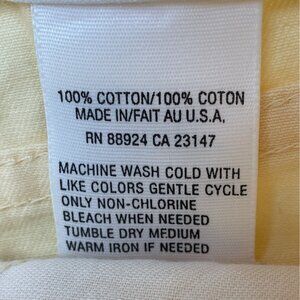 100% COTTON/100% COTON
MADE IN/FAIT AU U.S.A.
RN 88924 CA 23147
MACHINE WASH COLD WITH
LIKE COLORS GENTLE CYCLE
ONLY NON-CHLORINE
BLEACH WHEN NEEDED
TUMBLE DRY MEDIUM
WARM IRON IF NEEDED